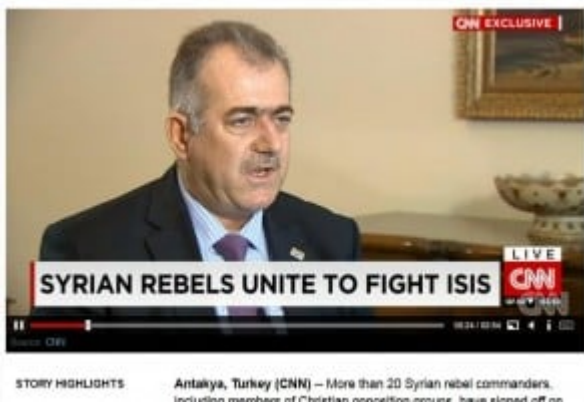 CNN EXCLUSIVE
LIVE
SYRIAN REBELS UNITE TO FIGHT ISIS
CNN
CNN
Source: CNN
STORY HIGHLIGHTS
Antakya, Turkey (CNN) — More than 20 Syrian rebel commanders,
including members of Christian opposition groups, have signed off on